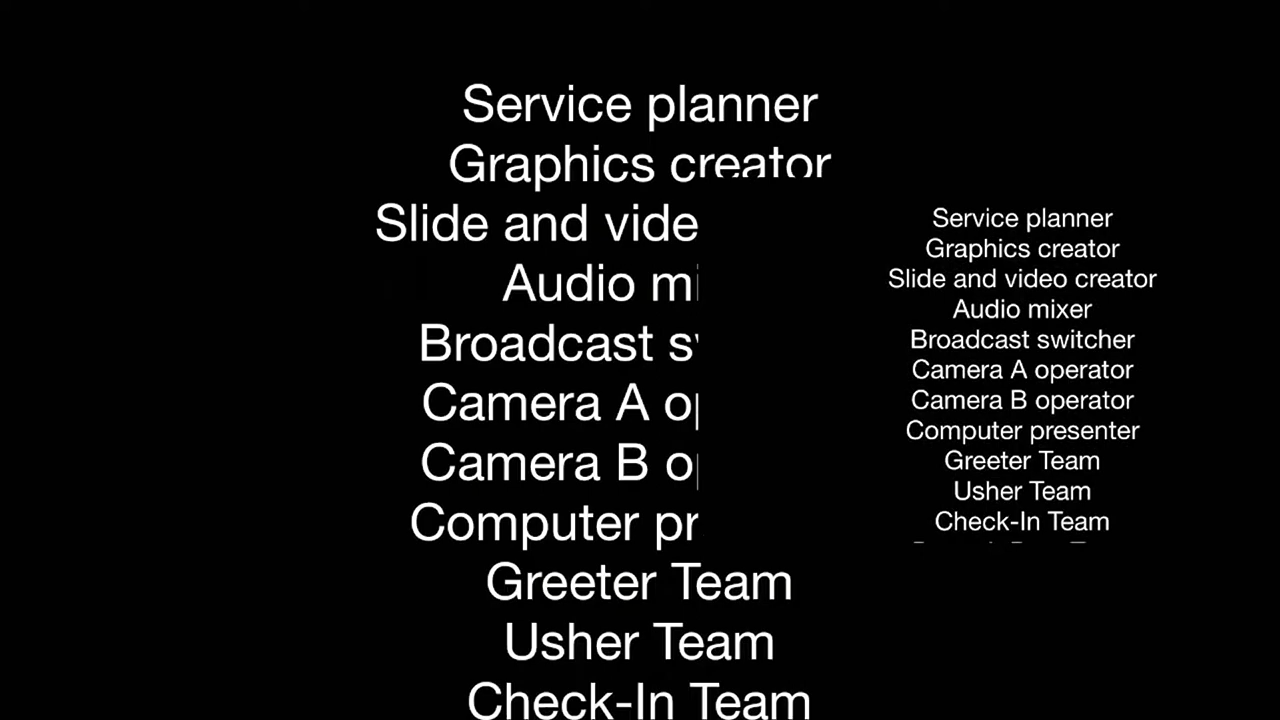 Service planner
Graphics creator
Slide and vide
Audio mi
Broadcast s
Camera A o
Camera B o
Computer pr
Greeter Team
Usher Team
Check-In Team
Service planner
Graphics creator
Slide and video creator
Audio mixer
Broadcast switcher
Camera A operator
Camera B operator
Computer presenter
Greeter Team
Usher Team
Check-In Team